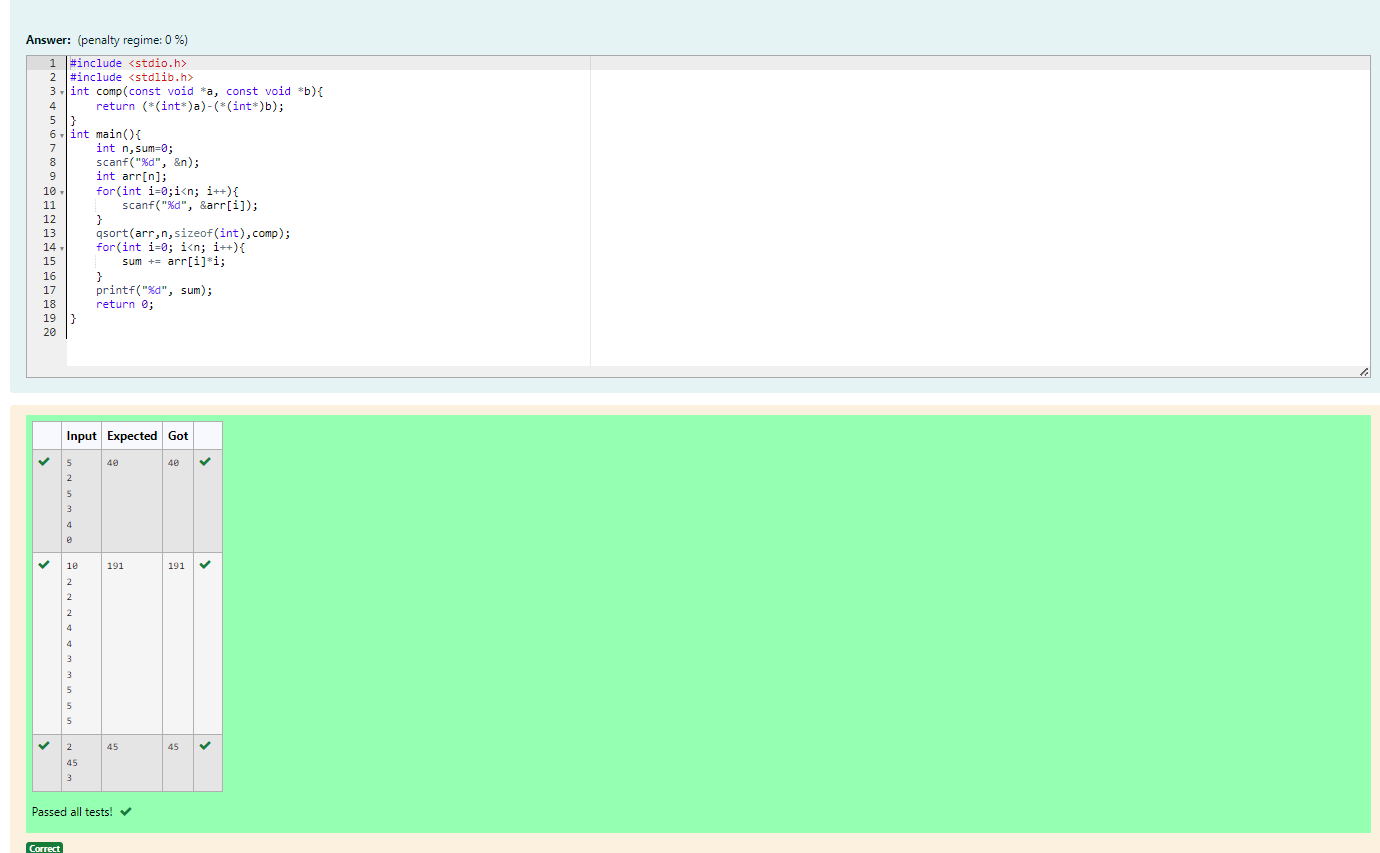 Answer: (penalty regime: 0 %)
1 #include <stdio.h>
2 #include <stdlib.h>
3 int comp(const void *a, const void *b){
4     return (*(int*)a)-(*(int*)b);
5 }
6 int main(){
7     int n,sum=0;
8     scanf("%d", &n);
9     int arr[n];
10     for(int i=0;i<n; i++){
11         scanf("%d", &arr[i]);
12     }
13     qsort(arr,n,sizeof(int),comp);
14     for(int i=0; i<n; i++){
15         sum += arr[i]*i;
16     }
17     printf("%d", sum);
18     return 0;
19 }
20
Input Expected Got
5 40 40
2
5
3
4
0
10 191 191
2
2
2
4
4
3
3
5
5
5
2 45 45
45
3
Passed all tests!
Correct